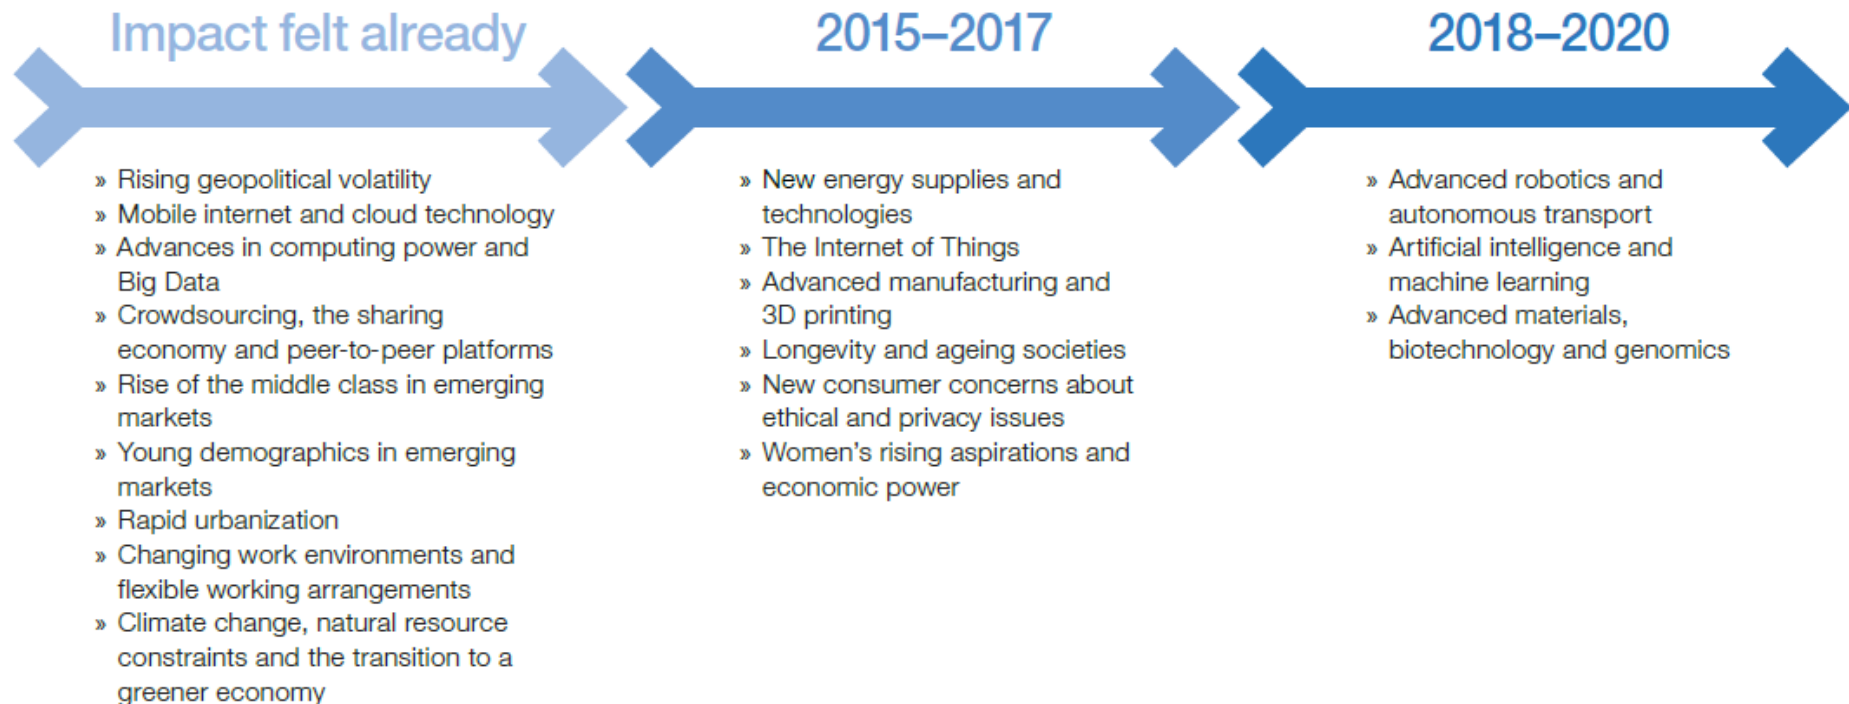 Impact felt already
» Rising geopolitical volatility
» Mobile internet and cloud technology
» Advances in computing power and
Big Data
» Crowdsourcing, the sharing
economy and peer-to-peer platforms
» Rise of the middle class in emerging
markets
» Young demographics in emerging
markets
» Rapid urbanization
» Changing work environments and
flexible working arrangements
» Climate change, natural resource
constraints and the transition to a
greener economy
2015–2017
» New energy supplies and
technologies
» The Internet of Things
» Advanced manufacturing and
3D printing
» Longevity and ageing societies
» New consumer concerns about
ethical and privacy issues
» Women’s rising aspirations and
economic power
2018–2020
» Advanced robotics and
autonomous transport
» Artificial intelligence and
machine learning
» Advanced materials,
biotechnology and genomics